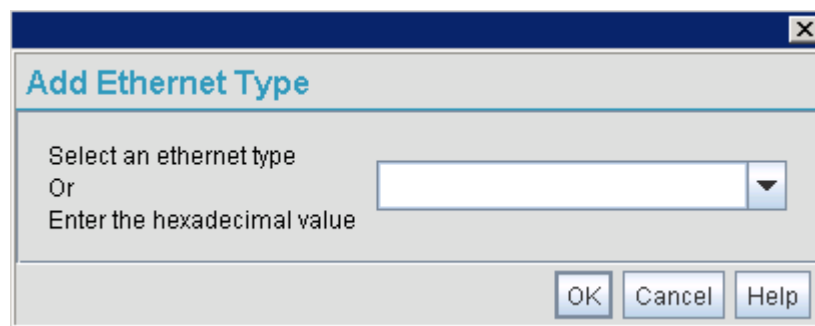 Add Ethernet Type
Select an ethernet type
Or
Enter the hexadecimal value
OK Cancel Help